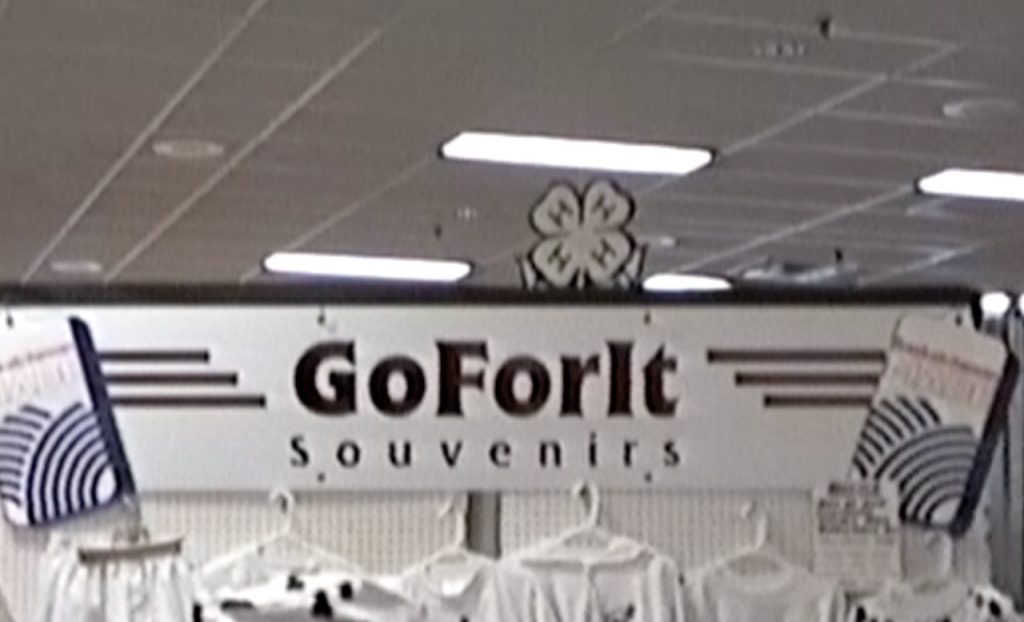 H H
H H
GoForIt
Souvenirs